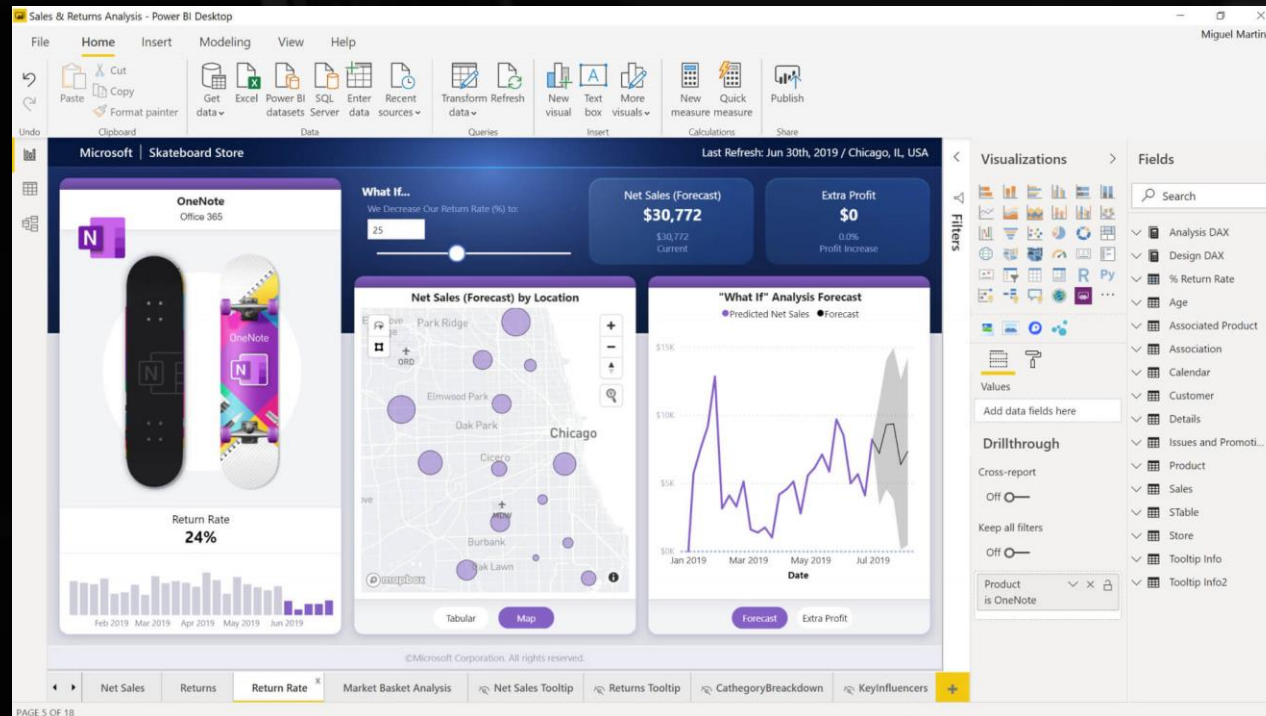 Sales & Returns Analysis - Power BI Desktop
Miguel Martin
File Home Insert Modeling View Help
Paste
Cut
Copy
Format painter
Get data
Excel
Power BI datasets
SQL Server
Enter data
Recent sources
Transform data
Refresh
New visual
Text box
More visuals
New measure
Quick measure
Publish
Undo Clipboard Data Queries Insert Calculations Share
Microsoft | Skateboard Store
Last Refresh: Jun 30th, 2019 / Chicago, IL, USA
OneNote
Office 365
N
N
OneNote
N
Return Rate
24%
Feb 2019 Mar 2019 Apr 2019 May 2019 Jun 2019
What If...
We Decrease Our Return Rate (%) to:
25
Net Sales (Forecast)
$30,772
$30,772
Current
Extra Profit
$0
0.0%
Profit Increase
Net Sales (Forecast) by Location
Park Ridge
ORD
Elmwood Park
Oak Park
Chicago
Cicero
MDW
Burbank
Oak Lawn
mapbox
Tabular Map
"What If" Analysis Forecast
Predicted Net Sales Forecast
$15K
$10K
$5K
$0K
Jan 2019 Mar 2019 May 2019 Jul 2019
Date
Forecast Extra Profit
©Microsoft Corporation. All rights reserved.
Filters
Visualizations
R Py
Values
Add data fields here
Drillthrough
Cross-report
Off
Keep all filters
Off
Product
is OneNote
Fields
Search
Analysis DAX
Design DAX
% Return Rate
Age
Associated Product
Association
Calendar
Customer
Details
Issues and Promoti...
Product
Sales
STable
Store
Tooltip Info
Tooltip Info2
Net Sales Returns Return Rate Market Basket Analysis Net Sales Tooltip Returns Tooltip CathegoryBreackdown KeyInfluencers
PAGE 5 OF 18